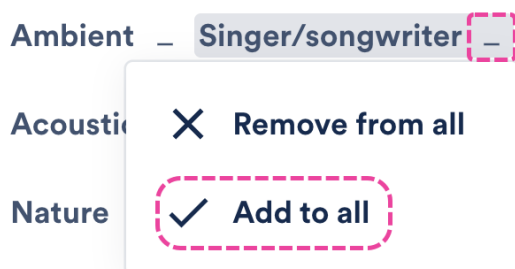 Ambient _ Singer/songwriter _
Remove from all
Nature
Add to all